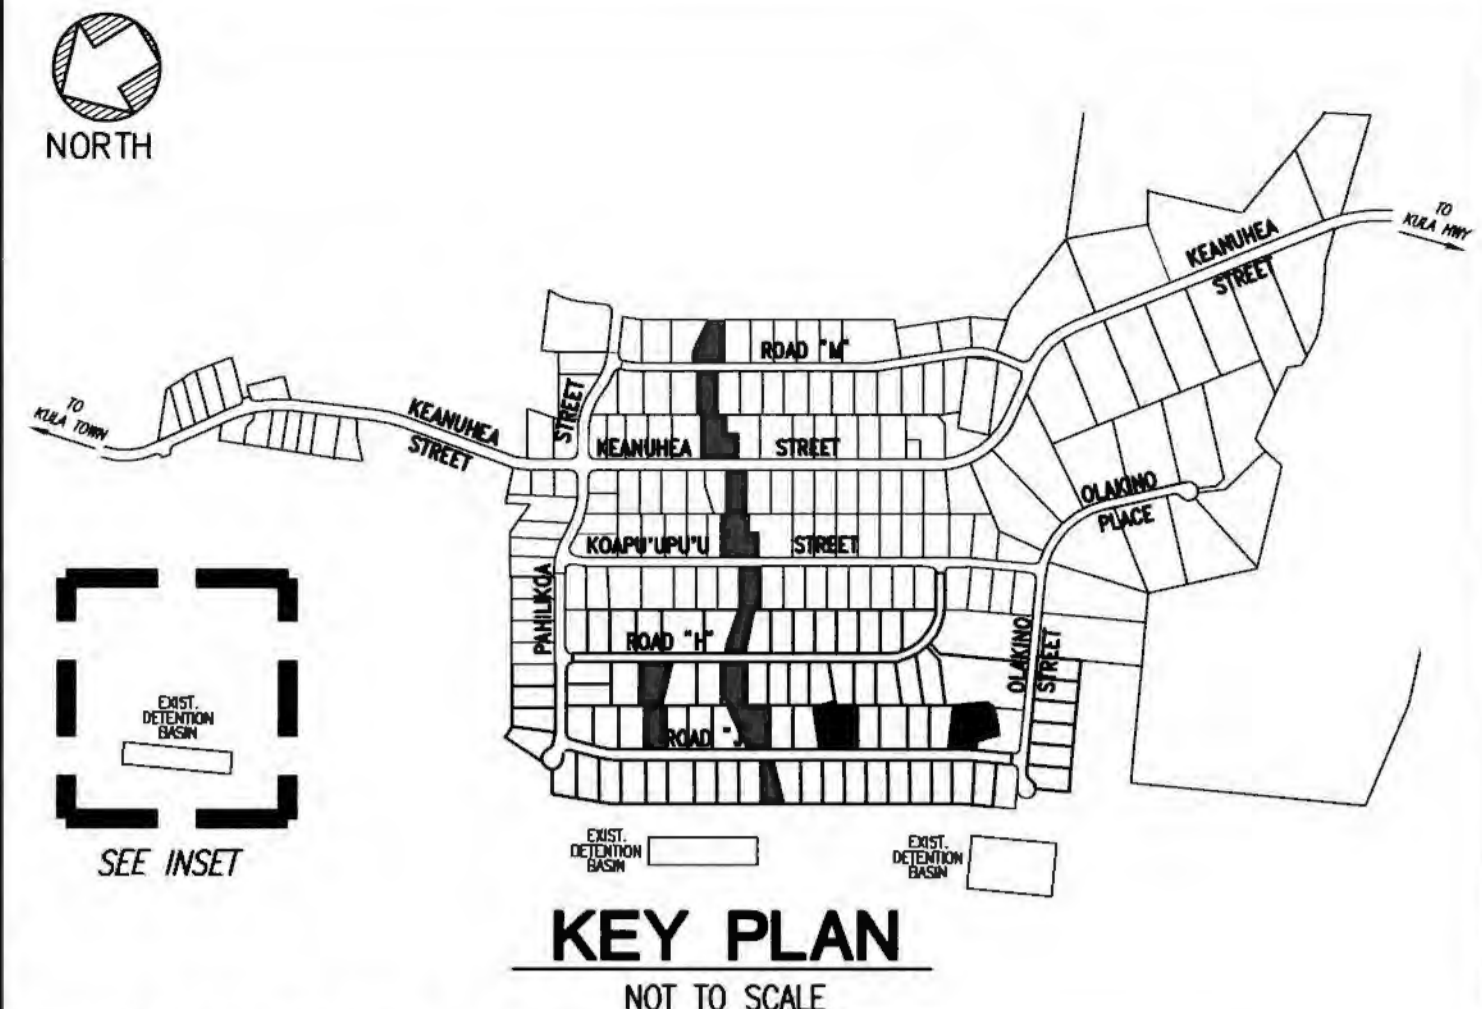 NORTH
TO
KULA HWY
KEANUHEA
STREET
ROAD "M"
TO
KULA TOWN
KEANUHEA
STREET
STREET
KEANUHEA STREET
OLAKINO
PLACE
KOAPU'UPU'U STREET
PAHILIKOA
ROAD "H"
OLAKINO
STREET
EXIST.
DETENTION
BASIN
ROAD "J"
SEE INSET
EXIST.
DETENTION
BASIN
EXIST.
DETENTION
BASIN
KEY PLAN
NOT TO SCALE